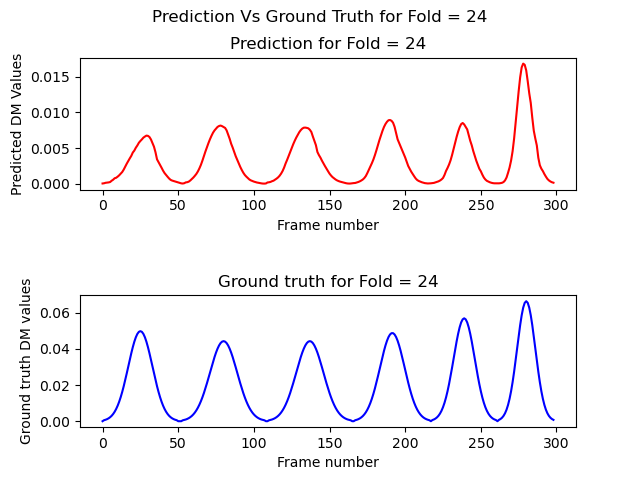 Prediction Vs Ground Truth for Fold = 24
Prediction for Fold = 24
Predicted DM Values
0.015
0.010
0.005
0.000
0 50 100 150 200 250 300
Frame number
Ground truth for Fold = 24
Ground truth DM values
0.06
0.04
0.02
0.00
0 50 100 150 200 250 300
Frame number